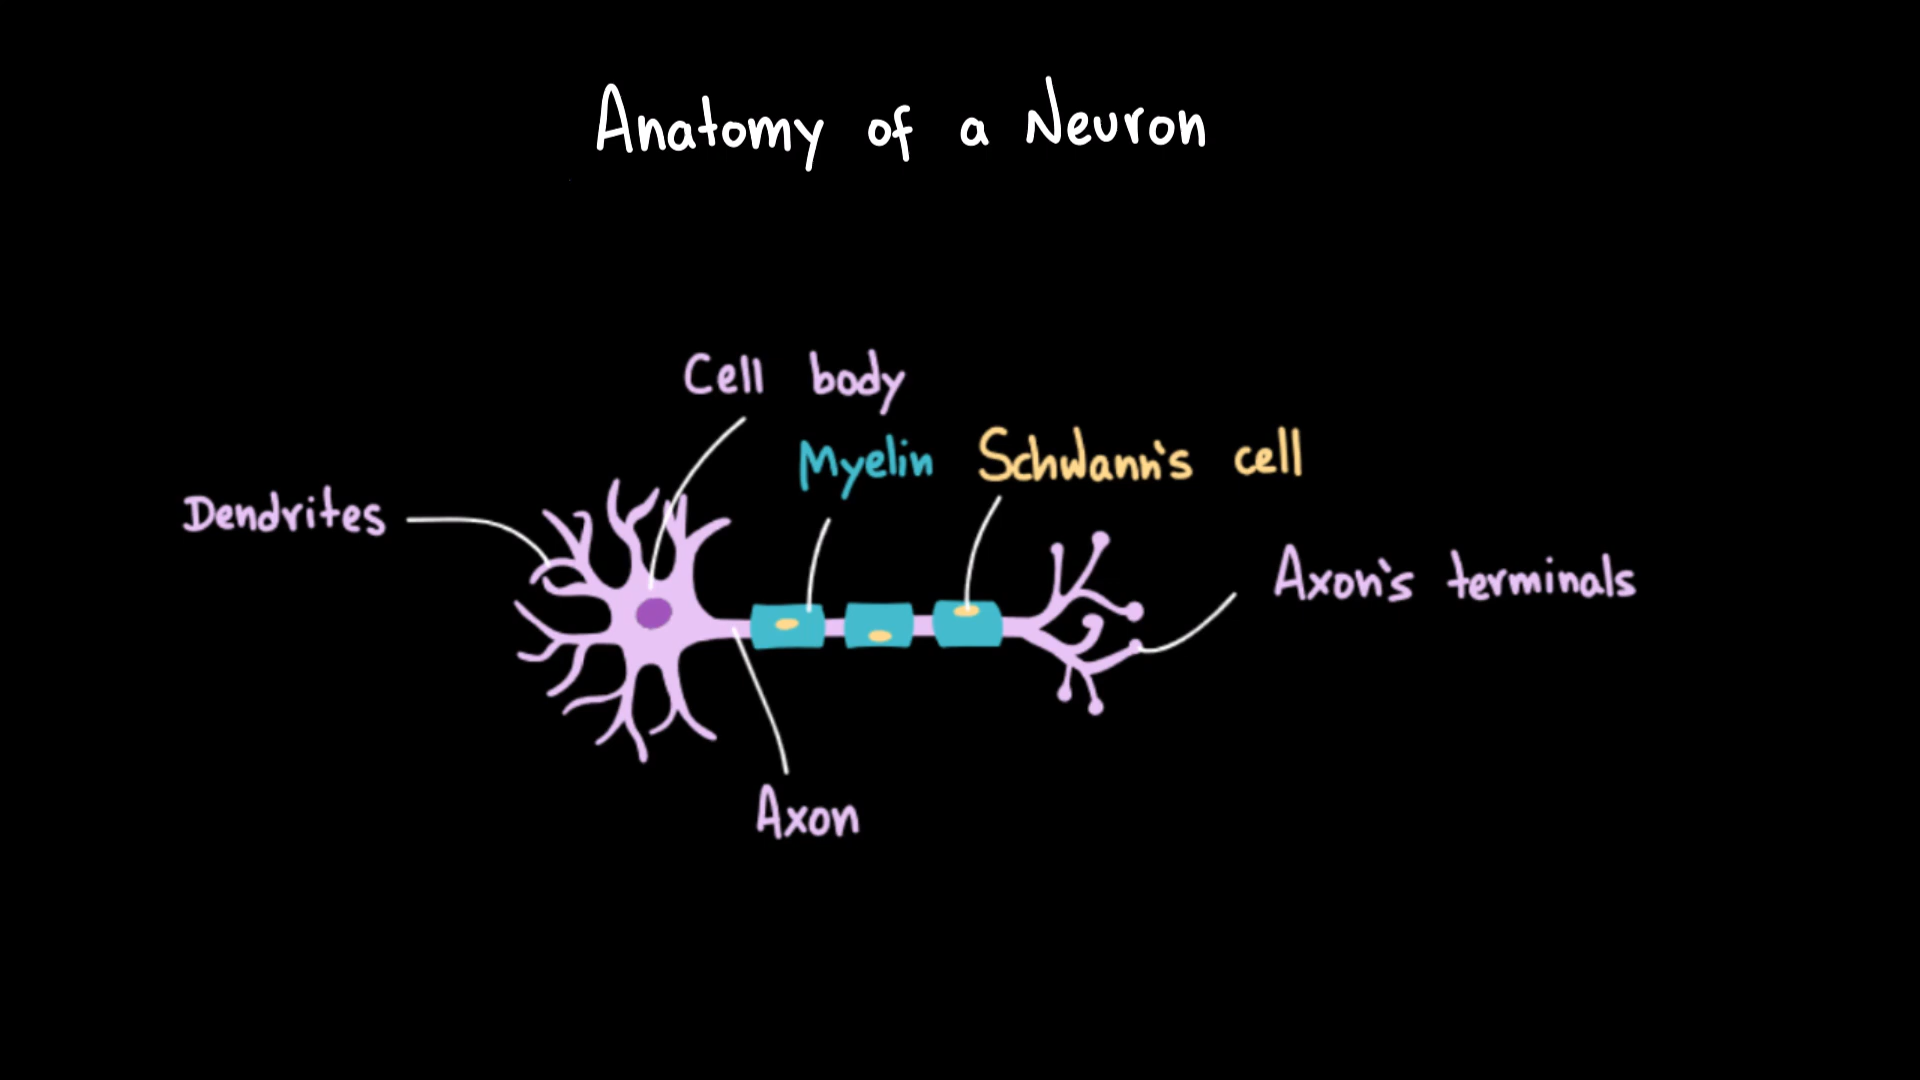 Anatomy of a Neuron
Cell body
Myelin
Schwann's cell
Dendrites
Axon's terminals
Axon